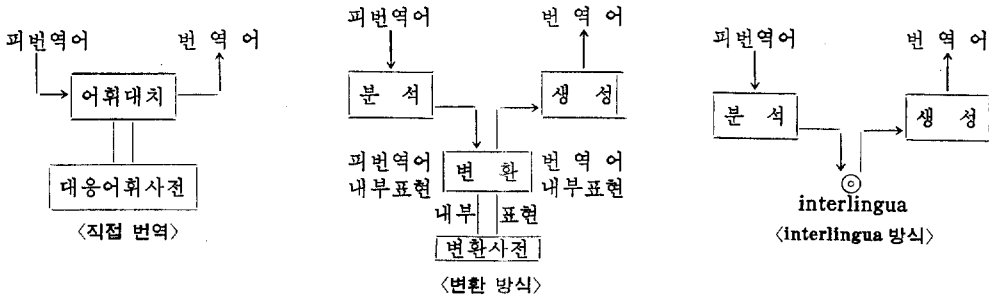 피번역어 번 역 어
어휘대치
대응어휘사전
〈직접 번역〉
피번역어 번 역 어
분 석 생 성
피번역어 변 환 번 역 어
내부표현 내부표현
내부 표현
변환사전
〈변환 방식〉
피번역어 번 역 어
분 석 생 성
interlingua
〈interlingua 방식〉